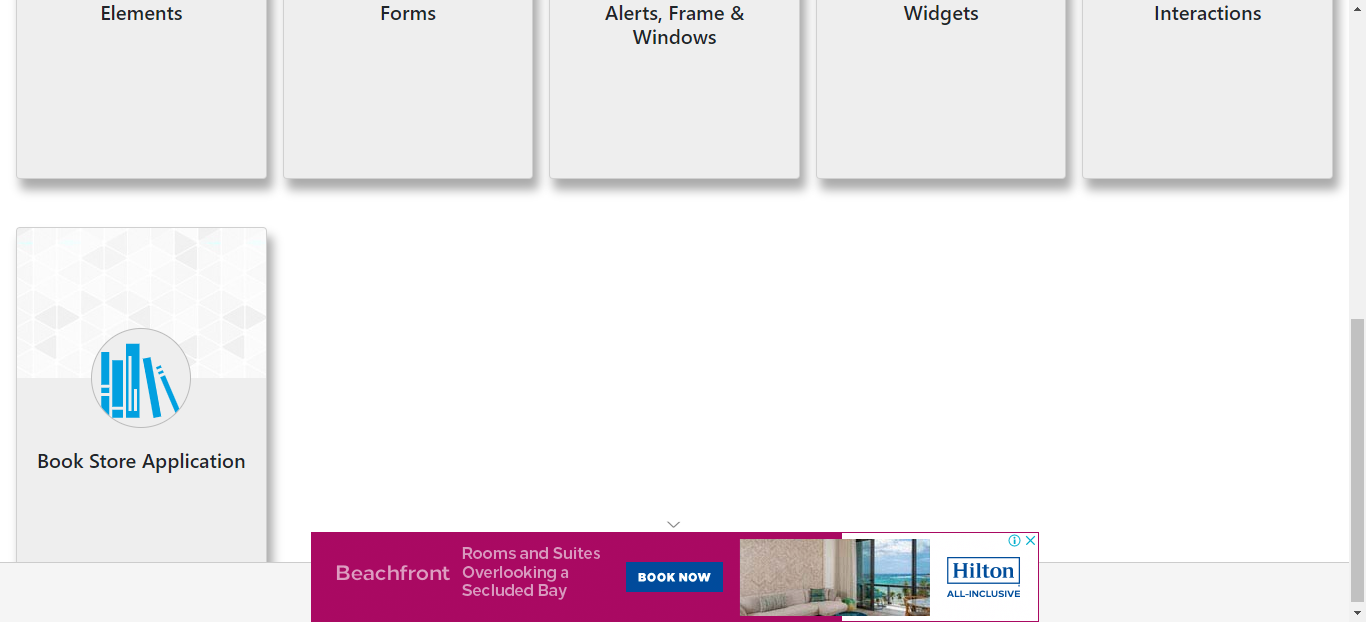 Elements
Forms
Alerts, Frame &
Windows
Widgets
Interactions
Book Store Application
Beachfront
Rooms and Suites
Overlooking a
Secluded Bay
BOOK NOW
Hilton
ALL-INCLUSIVE